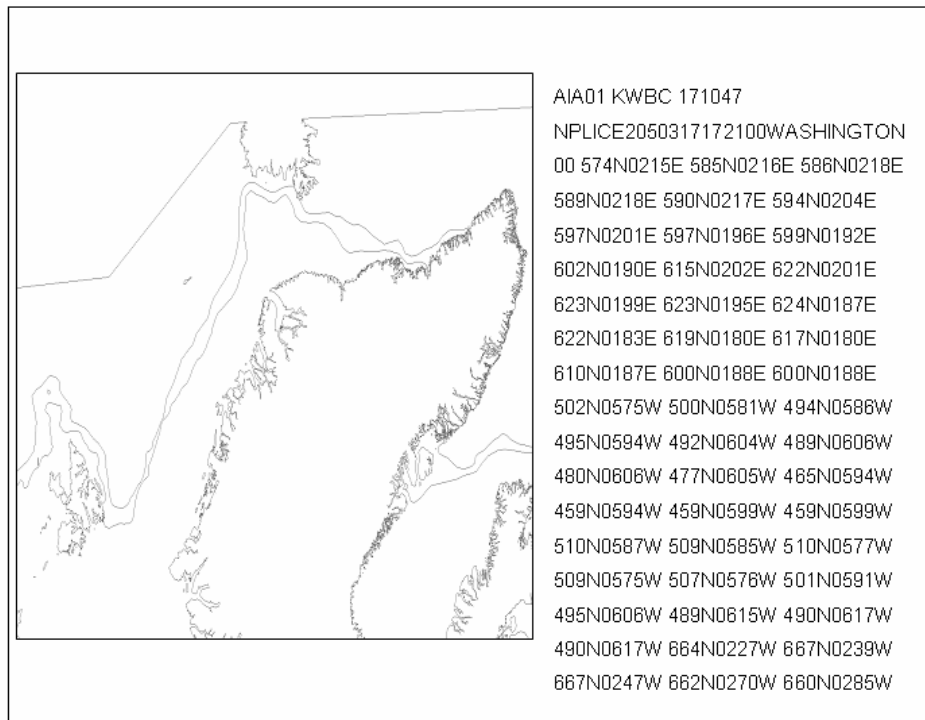 AIA01 KWBC 171047
NPLICE2050317172100WASHINGTON
00 574N0215E 585N0216E 586N0218E
589N0218E 590N0217E 594N0204E
597N0201E 597N0196E 599N0192E
602N0190E 615N0202E 622N0201E
623N0199E 623N0195E 624N0187E
622N0183E 619N0180E 617N0180E
610N0187E 600N0188E 600N0188E
502N0575W 500N0581W 494N0586W
495N0594W 492N0604W 489N0606W
480N0606W 477N0605W 465N0594W
459N0594W 459N0599W 459N0599W
510N0587W 509N0585W 510N0577W
509N0575W 507N0576W 501N0591W
495N0606W 489N0615W 490N0617W
490N0617W 664N0227W 667N0239W
667N0247W 662N0270W 660N0285W